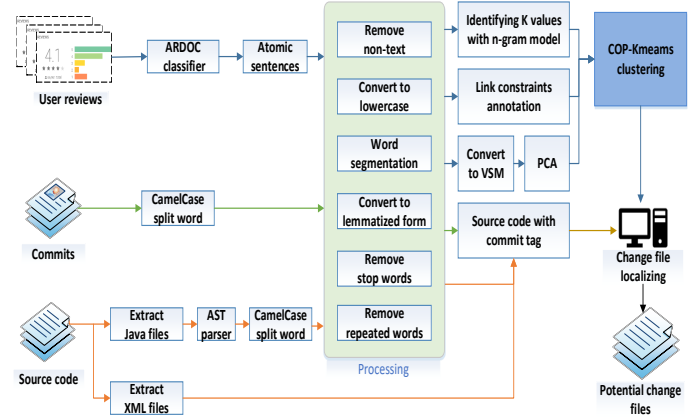 reviews
4.1
User reviews
ARDOC
classifier
Atomic
sentences
Remove
non-text
Convert to
lowercase
Word
segmentation
Convert to
lemmatized form
Remove
stop words
Remove
repeated words
Processing
Identifying K values
with n-gram model
Link constraints
annotation
Convert
to VSM
PCA
COP-Kmeams
clustering
Commits
CamelCase
split word
Source code with
commit tag
Change file
localizing
Source code
Extract
Java files
AST
parser
CamelCase
split word
Extract
XML files
Potential change
files